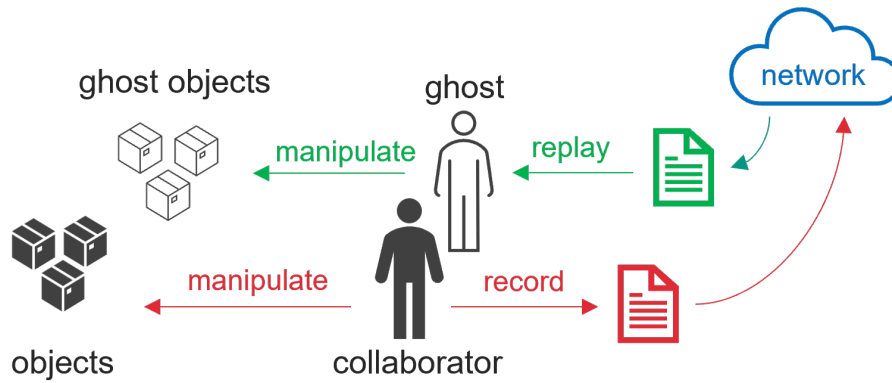 network
ghost objects
ghost
manipulate
replay
manipulate
record
objects
collaborator